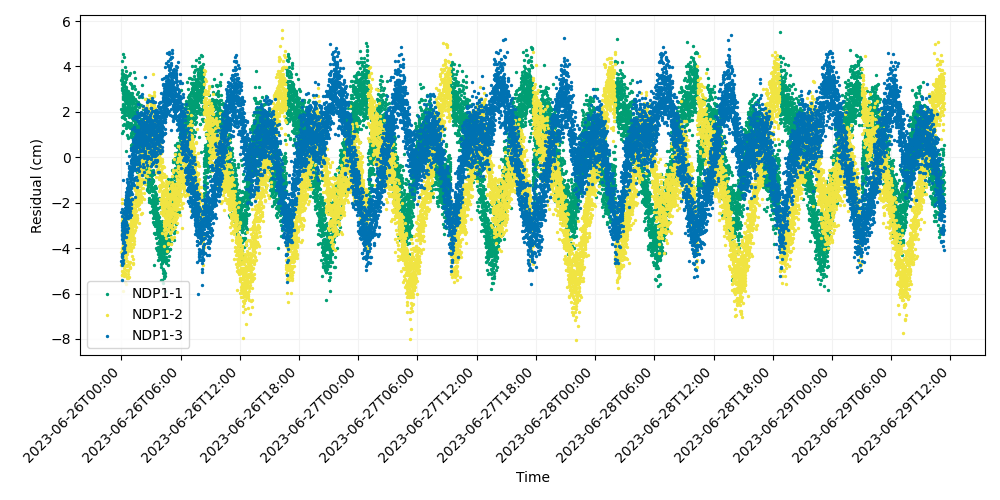 6
4
2
0
−2
−4
−6
−8
Residual (cm)
NDP1-1
NDP1-2
NDP1-3
2023-06-26T00:00
2023-06-26T06:00
2023-06-26T12:00
2023-06-26T18:00
2023-06-27T00:00
2023-06-27T06:00
2023-06-27T12:00
2023-06-27T18:00
2023-06-28T00:00
2023-06-28T06:00
2023-06-28T12:00
2023-06-28T18:00
2023-06-29T00:00
2023-06-29T06:00
2023-06-29T12:00
Time